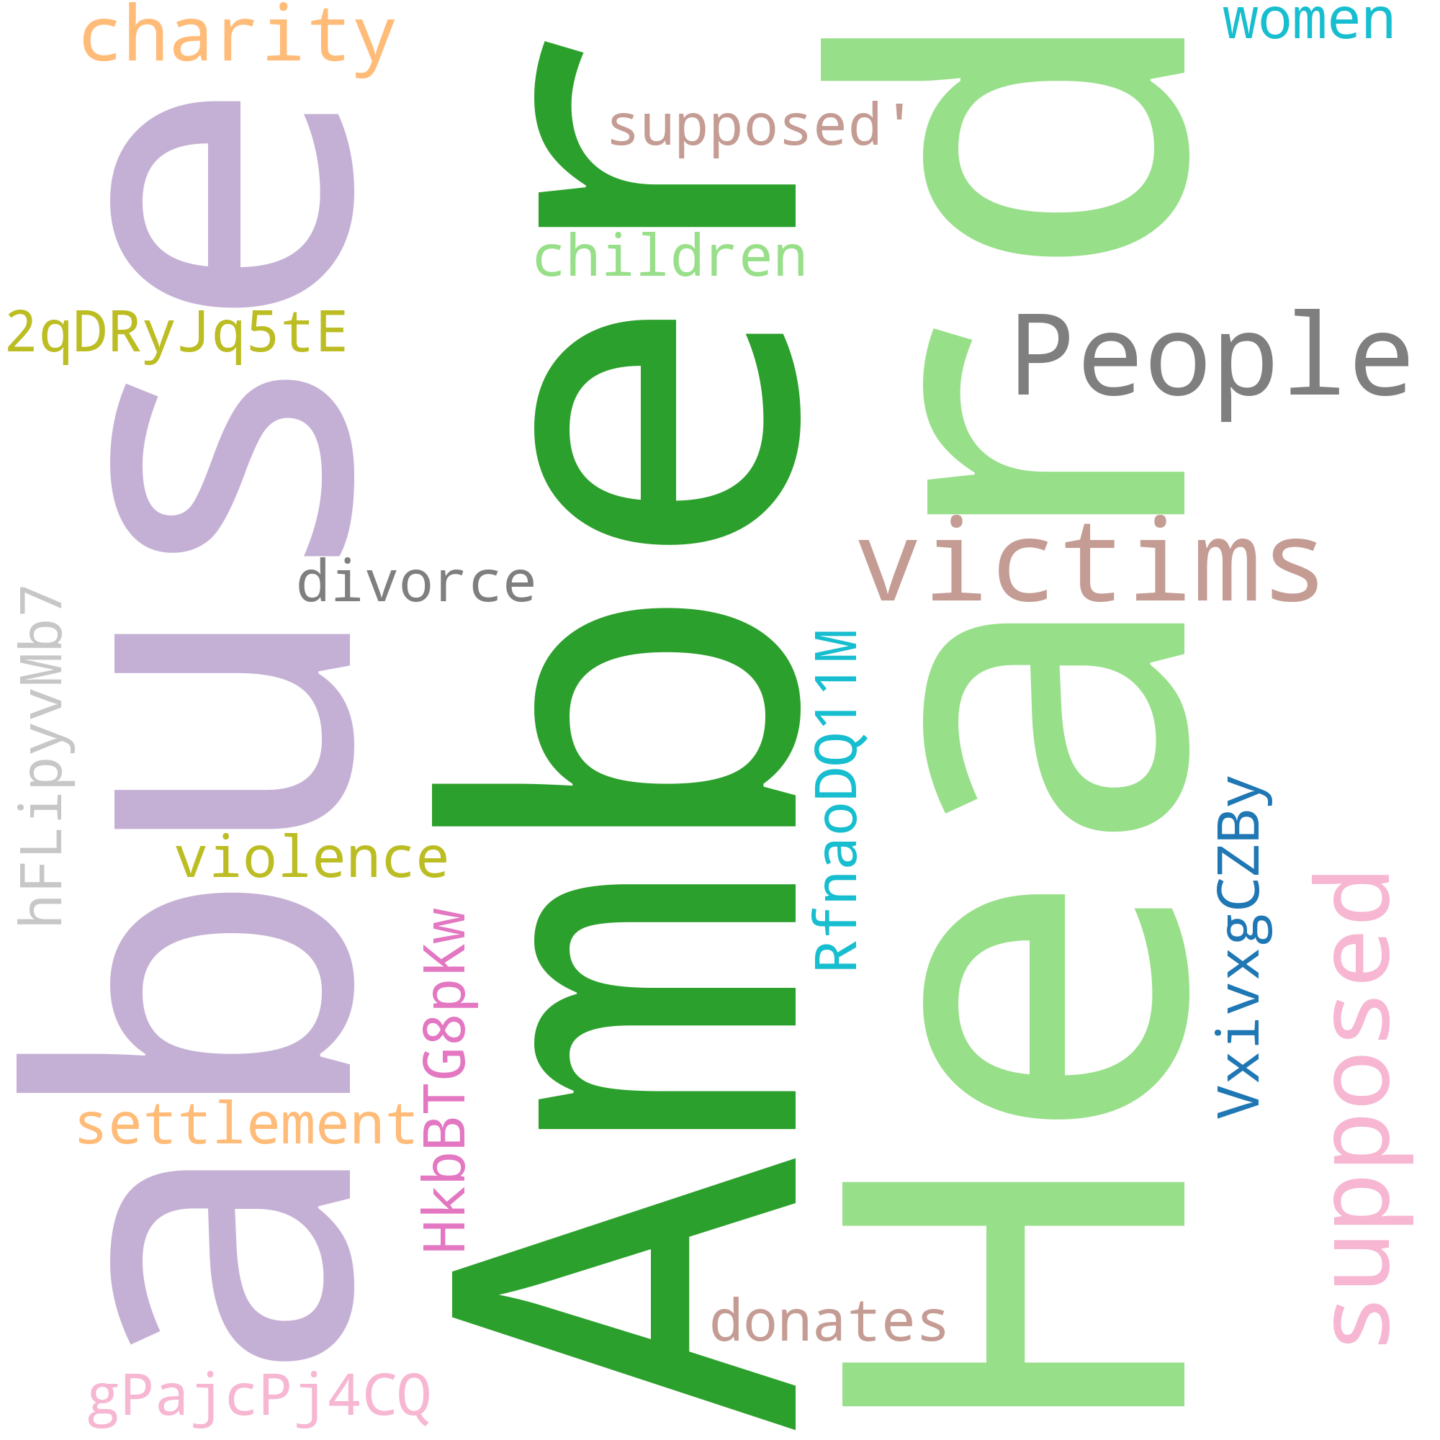 charity
women
supposed'
children
2qDRyJq5tE
People
victims
divorce
hFLipyvMb7
abuse
Amber
Heard
violence
RfnaoDQ11M
VxivxgCZBy
HkbBTG8pKw
supposed
settlement
donates
gPajcPj4CQ